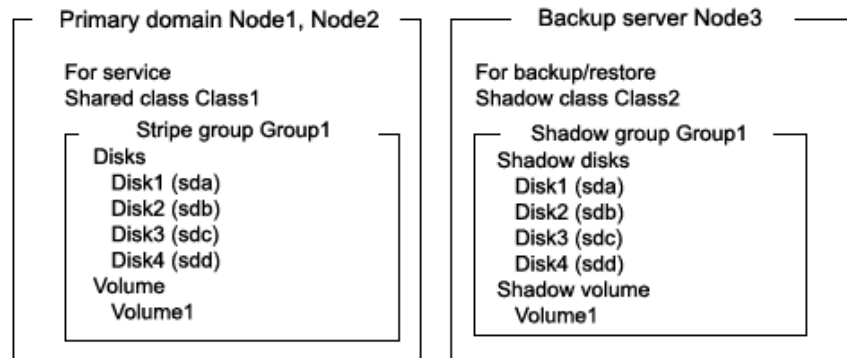 Primary domain Node1, Node2
For service
Shared class Class1
Stripe group Group1
Disks
Disk1 (sda)
Disk2 (sdb)
Disk3 (sdc)
Disk4 (sdd)
Volume
Volume1
Backup server Node3
For backup/restore
Shadow class Class2
Shadow group Group1
Shadow disks
Disk1 (sda)
Disk2 (sdb)
Disk3 (sdc)
Disk4 (sdd)
Shadow volume
Volume1